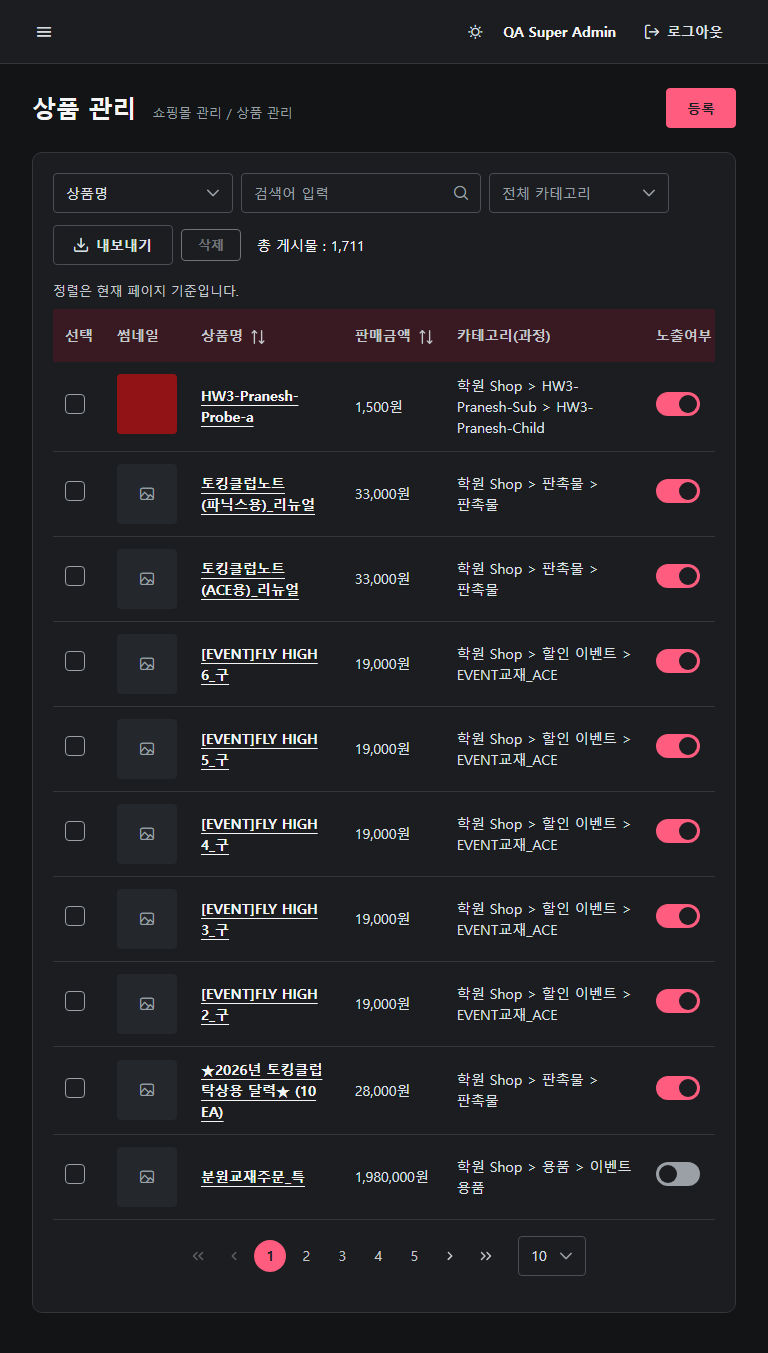 QA Super Admin 로그아웃
상품 관리 쇼핑몰 관리 / 상품 관리 등록
상품명 검색어 입력 전체 카테고리
내보내기 삭제 총 게시물 : 1,711
정렬은 현재 페이지 기준입니다.
선택 썸네일 상품명 판매금액 카테고리(과정) 노출여부
HW3-Pranesh-
Probe-a
1,500원
학원 Shop > HW3-
Pranesh-Sub > HW3-
Pranesh-Child
토킹클럽노트
(파닉스용)_리뉴얼
33,000원
학원 Shop > 판촉물 >
판촉물
토킹클럽노트
(ACE용)_리뉴얼
33,000원
학원 Shop > 판촉물 >
판촉물
[EVENT]FLY HIGH
6_구
19,000원
학원 Shop > 할인 이벤트 >
EVENT교재_ACE
[EVENT]FLY HIGH
5_구
19,000원
학원 Shop > 할인 이벤트 >
EVENT교재_ACE
[EVENT]FLY HIGH
4_구
19,000원
학원 Shop > 할인 이벤트 >
EVENT교재_ACE
[EVENT]FLY HIGH
3_구
19,000원
학원 Shop > 할인 이벤트 >
EVENT교재_ACE
[EVENT]FLY HIGH
2_구
19,000원
학원 Shop > 할인 이벤트 >
EVENT교재_ACE
★2026년 토킹클럽
탁상용 달력★ (10
EA)
28,000원
학원 Shop > 판촉물 >
판촉물
분원교재주문_특
1,980,000원
학원 Shop > 용품 > 이벤트
용품
1 2 3 4 5 10